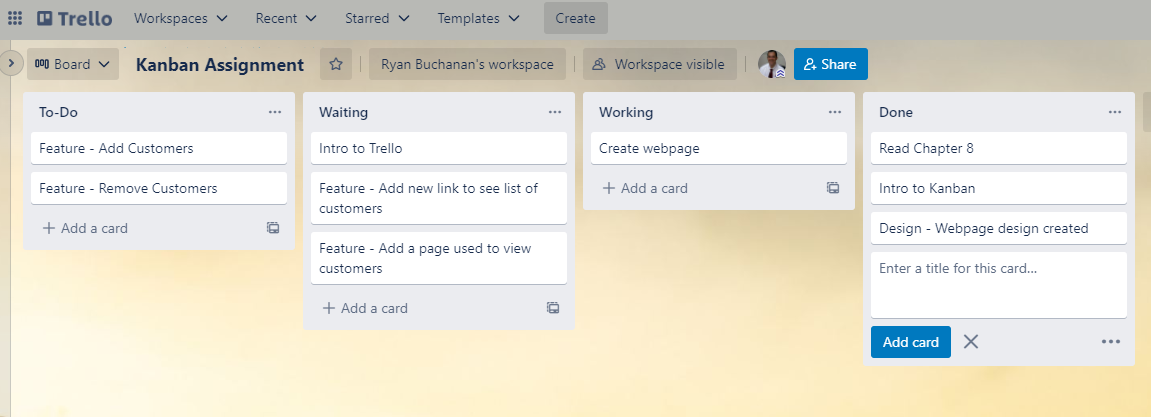 Trello Workspaces Recent Starred Templates Create
Board Kanban Assignment Ryan Buchanan's workspace Workspace visible Share
To-Do
Feature - Add Customers
Feature - Remove Customers
Add a card
Waiting
Intro to Trello
Feature - Add new link to see list of
customers
Feature - Add a page used to view
customers
Add a card
Working
Create webpage
Add a card
Done
Read Chapter 8
Intro to Kanban
Design - Webpage design created
Enter a title for this card...
Add card